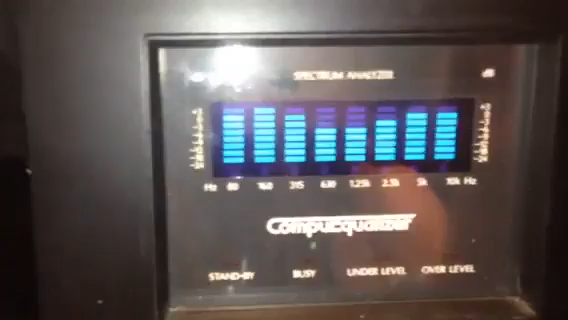 SPECTRUM ANALYZER dB
Hz 80 160 315 630 1.25k 2.5k 5k 10k Hz
CompuEqualizer
STAND-BY BUSY UNDER LEVEL OVER LEVEL